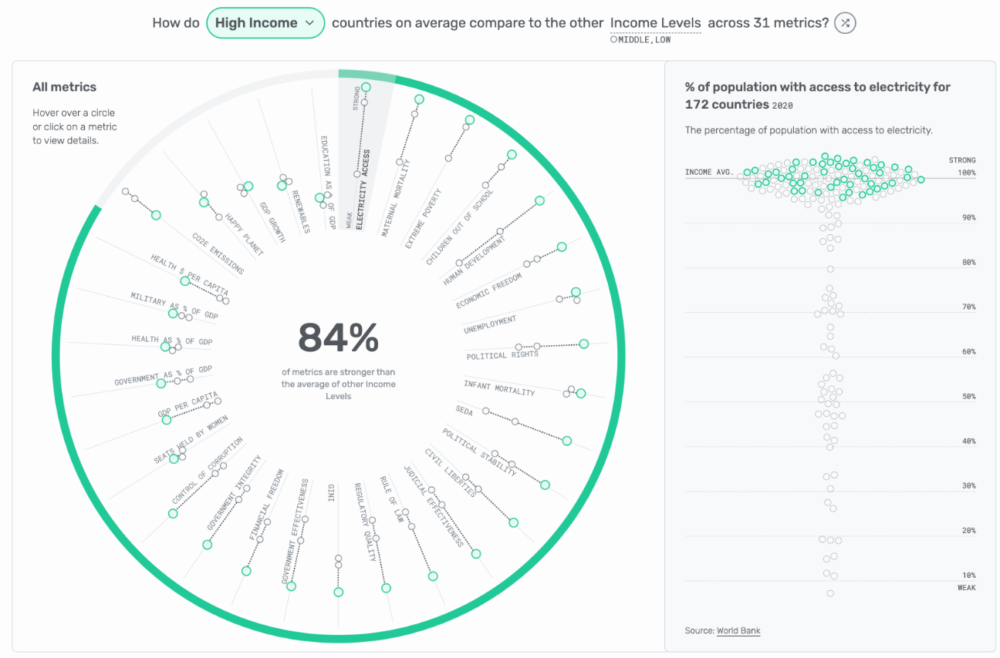 How do High Income countries on average compare to the other Income Levels across 31 metrics?
MIDDLE, LOW
All metrics
Hover over a circle
or click on a metric
to view details.
STRONG
WEAK
ELECTRICITY ACCESS
MATERNAL MORTALITY
EXTREME POVERTY
CHILDREN OUT OF SCHOOL
HUMAN DEVELOPMENT
ECONOMIC FREEDOM
UNEMPLOYMENT
POLITICAL RIGHTS
INFANT MORTALITY
SEDA
POLITICAL STABILITY
CIVIL LIBERTIES
JUDICIAL EFFECTIVENESS
RULE OF LAW
REGULATORY QUALITY
GINI
GOVERNMENT EFFECTIVENESS
FINANCIAL FREEDOM
GOVERNMENT INTEGRITY
CONTROL OF CORRUPTION
SEATS HELD BY WOMEN
GDP PER CAPITA
GOVERNMENT AS % OF GDP
HEALTH AS % OF GDP
MILITARY AS % OF GDP
HEALTH $ PER CAPITA
CO2E EMISSIONS
HAPPY PLANET
GDP GROWTH
RENEWABLES
EDUCATION AS % OF GDP
84%
of metrics are stronger than
the average of other Income
Levels
% of population with access to electricity for
172 countries 2020
The percentage of population with access to electricity.
STRONG
INCOME AVG. 100%
90%
80%
70%
60%
50%
40%
30%
20%
10%
WEAK
Source: World Bank